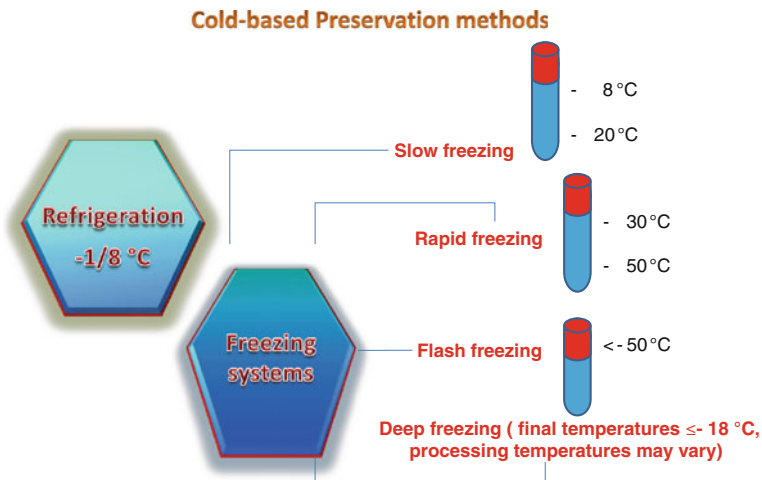 Cold-based Preservation methods
Refrigeration
-1/8 °C
Freezing
systems
Slow freezing
- 8 °C
- 20 °C
Rapid freezing
- 30 °C
- 50 °C
Flash freezing
<- 50 °C
Deep freezing ( final temperatures ≤- 18 °C,
processing temperatures may vary)